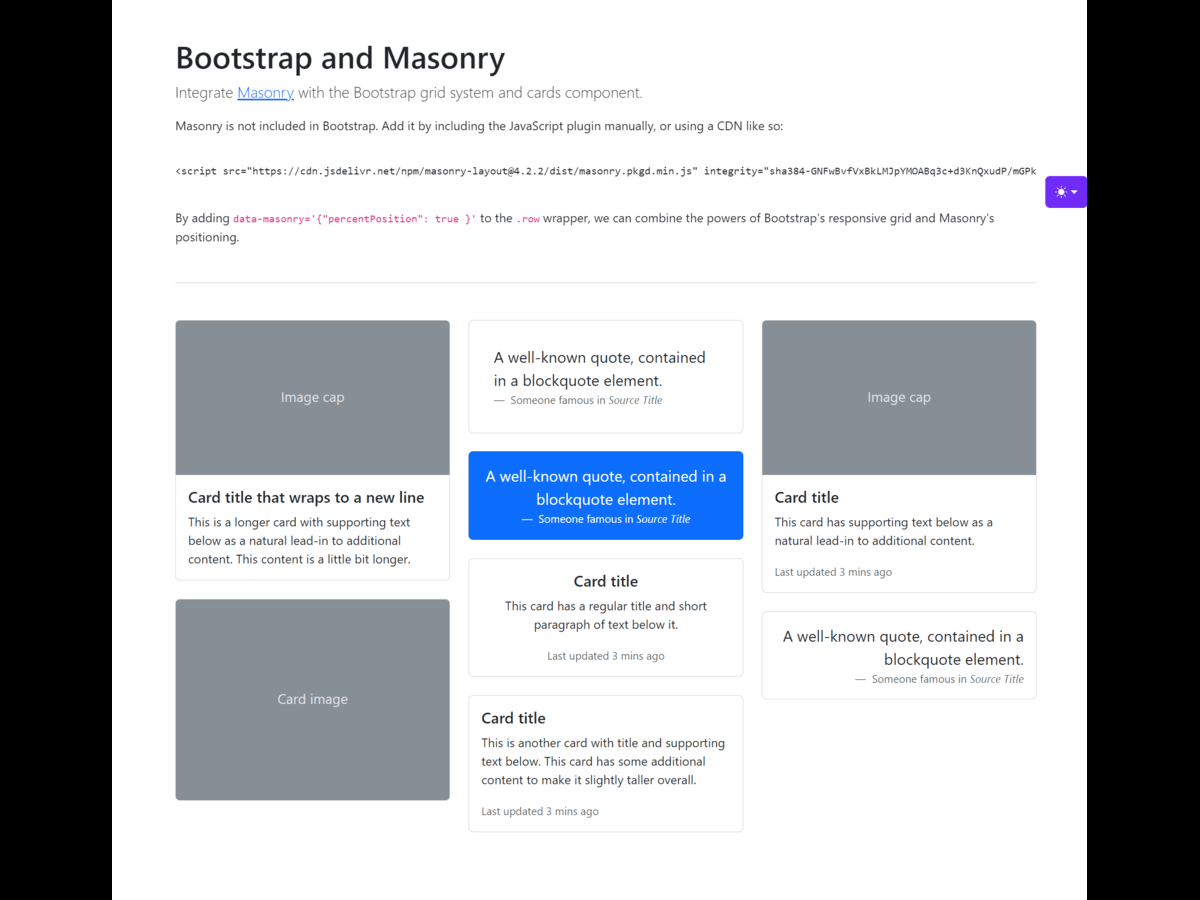 Bootstrap and Masonry
Integrate Masonry with the Bootstrap grid system and cards component.
Masonry is not included in Bootstrap. Add it by including the JavaScript plugin manually, or using a CDN like so:
<script src="https://cdn.jsdelivr.net/npm/masonry-layout@4.2.2/dist/masonry.pkgd.min.js" integrity="sha384-GNFwBvfVxBkLMJpYMOABq3c+d3KnQxudP/mGPk
By adding data-masonry='{"percentPosition": true }' to the .row wrapper, we can combine the powers of Bootstrap's responsive grid and Masonry's
positioning.
Image cap
Card title that wraps to a new line
This is a longer card with supporting text
below as a natural lead-in to additional
content. This content is a little bit longer.
Card image
A well-known quote, contained
in a blockquote element.
— Someone famous in Source Title
A well-known quote, contained in a
blockquote element.
— Someone famous in Source Title
Card title
This card has a regular title and short
paragraph of text below it.
Last updated 3 mins ago
Card title
This is another card with title and supporting
text below. This card has some additional
content to make it slightly taller overall.
Last updated 3 mins ago
Image cap
Card title
This card has supporting text below as a
natural lead-in to additional content.
Last updated 3 mins ago
A well-known quote, contained in a
blockquote element.
— Someone famous in Source Title